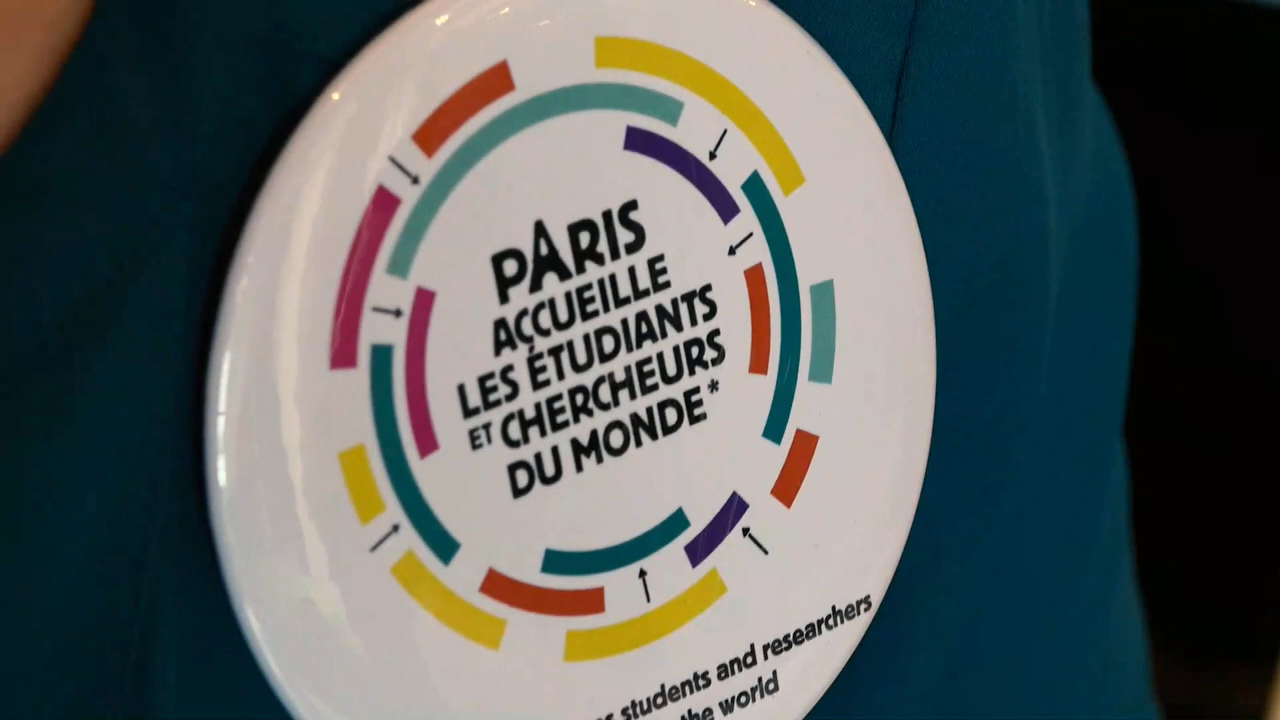 PARIS
ACCUEILLE
LES ÉTUDIANTS
ET CHERCHEURS
DU MONDE*
students and researchers
the world